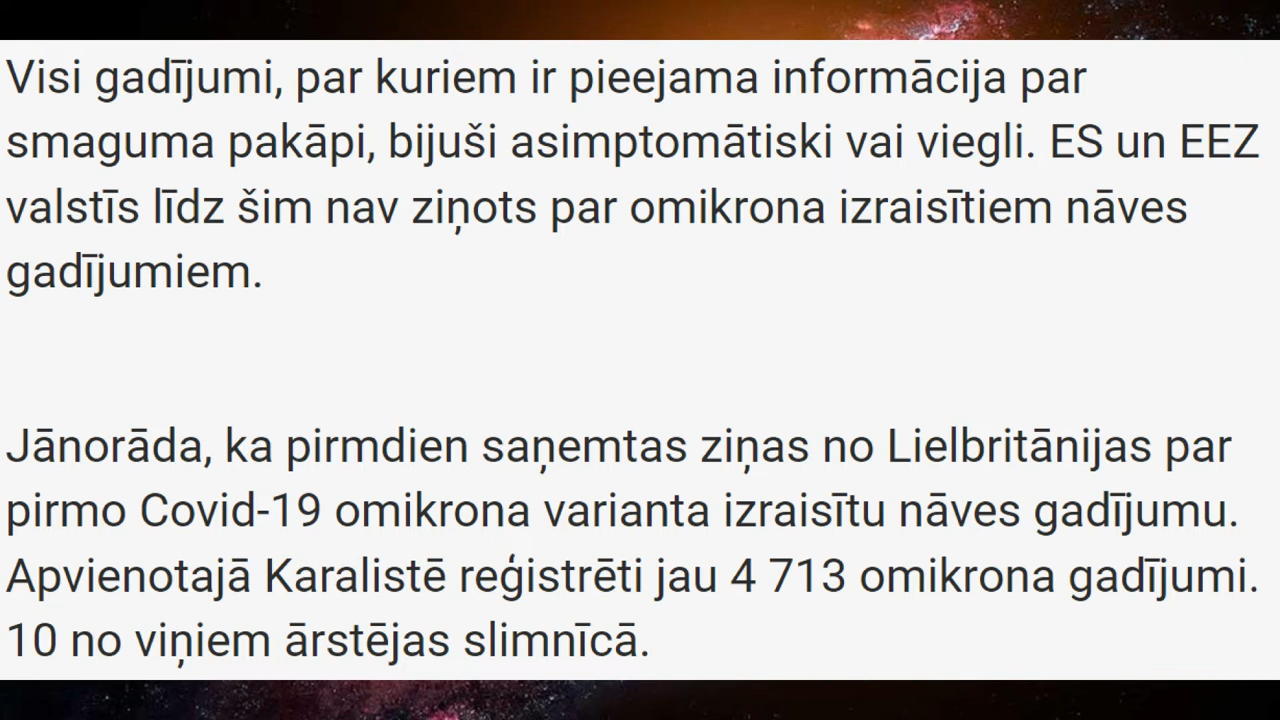 Visi gadījumi, par kuriem ir pieejama informācija par
smaguma pakāpi, bijuši asimptomātiski vai viegli. ES un EEZ
valstīs līdz šim nav ziņots par omikrona izraisītiem nāves
gadījumiem.
Jānorāda, ka pirmdien saņemtas ziņas no Lielbritānijas par
pirmo Covid-19 omikrona varianta izraisītu nāves gadījumu.
Apvienotajā Karalistē reģistrēti jau 4 713 omikrona gadījumi.
10 no viņiem ārstējas slimnīcā.